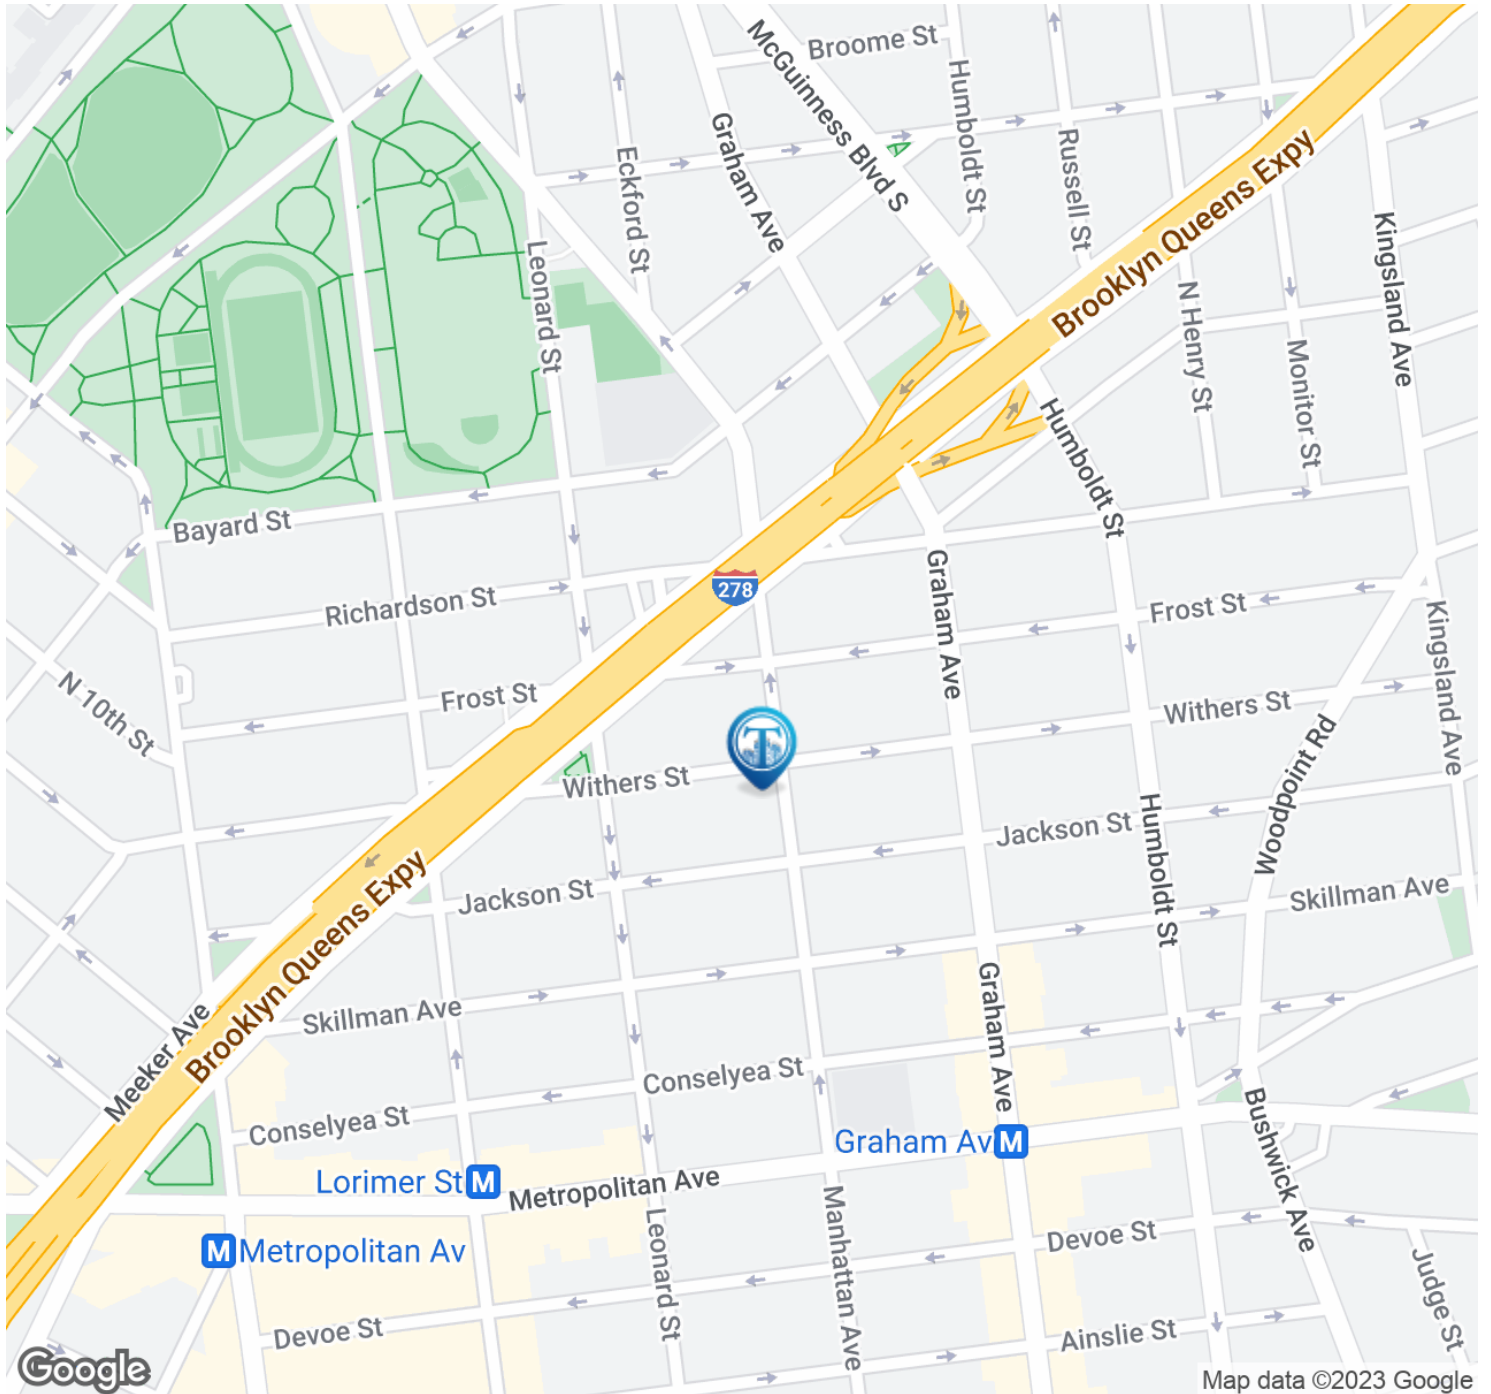 Broome St
McGuinness Blvd S
Humboldt St
Graham Ave
Russell St
Brooklyn Queens Expy
Eckford St
Kingsland Ave
Leonard St
N Henry St
Monitor St
Humboldt St
Bayard St
278
Graham Ave
Richardson St
Frost St
Kingsland Ave
N 10th St
Frost St
Withers St
Woodpoint Rd
T
Withers St
Humboldt St
Jackson St
Jackson St
Skillman Ave
Brooklyn Queens Expy
Graham Ave
Skillman Ave
Meeker Ave
Conselyea St
Conselyea St
Bushwick Ave
Graham Av M
Lorimer St M
Metropolitan Ave
M Metropolitan Av
Leonard St
Manhattan Ave
Devoe St
Judge St
Devoe St
Ainslie St
Google
Map data ©2023 Google